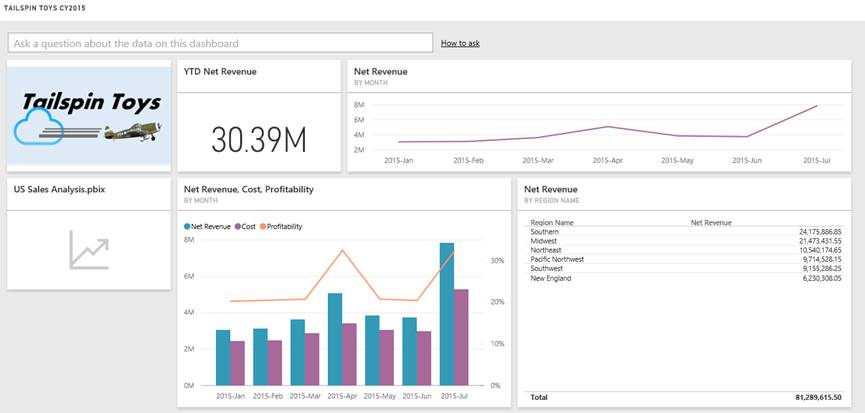 TAILSPIN TOYS CY2015
Ask a question about the data on this dashboard
How to ask
Tailspin Toys
YTD Net Revenue
30.39M
Net Revenue
BY MONTH
8M
6M
4M
2M
2015-Jan 2015-Feb 2015-Mar 2015-Apr 2015-May 2015-Jun 2015-Jul
US Sales Analysis.pbix
Net Revenue, Cost, Profitability
BY MONTH
Net Revenue Cost Profitability
8M
6M 30%
4M 20%
2M 10%
0M 0%
2015-Jan 2015-Feb 2015-Mar 2015-Apr 2015-May 2015-Jun 2015-Jul
Net Revenue
BY REGION NAME
Region Name Net Revenue
Southern 24,175,886.85
Midwest 21,473,431.55
Northeast 10,540,174.65
Pacific Northwest 9,714,528.15
Southwest 9,155,286.25
New England 6,230,308.05
Total 81,289,615.50